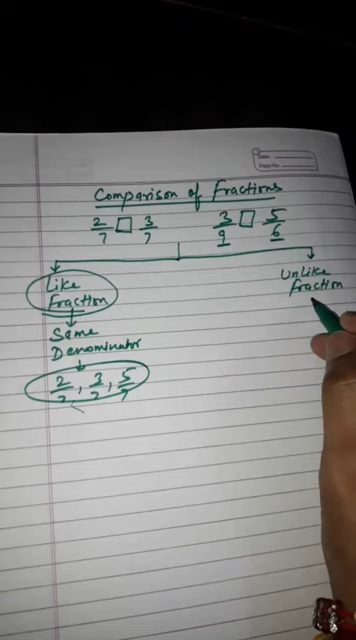 Comparison of Fractions
2/7 □ 3/7   3/9 □ 5/6
Like
fraction
Unlike
fraction
Same
Denominator
2/7, 3/7, 5/7